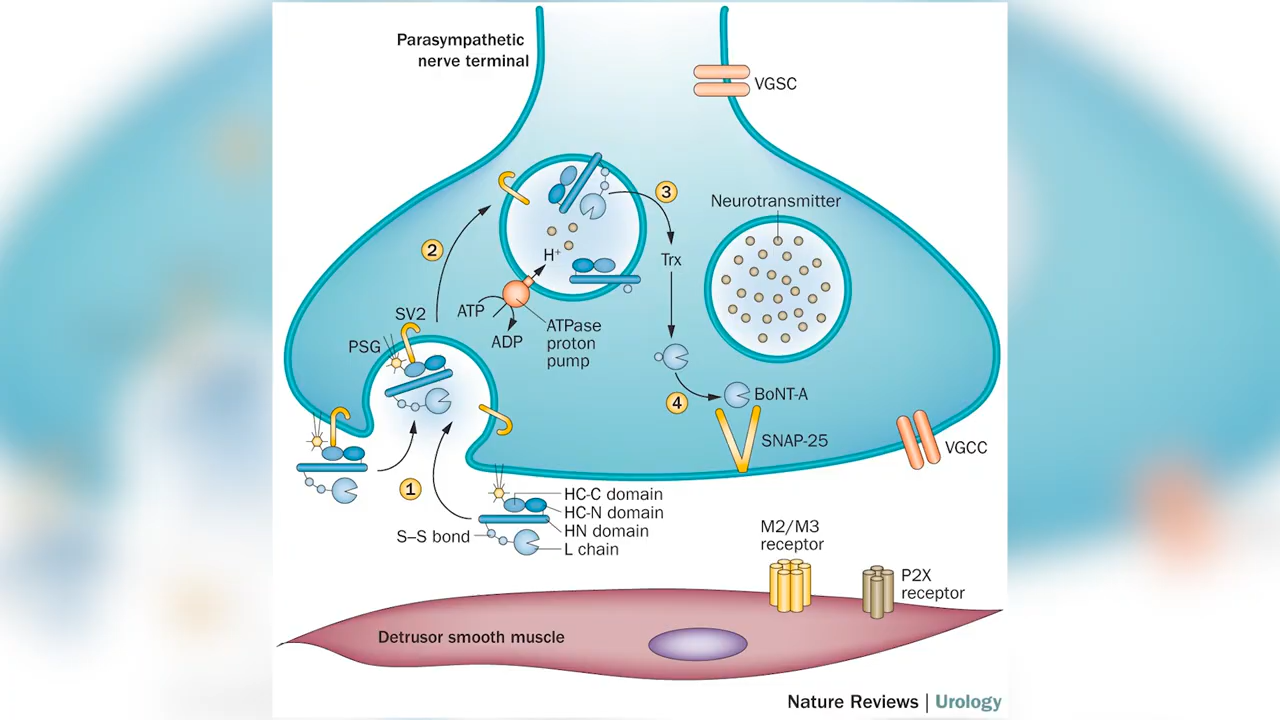 Parasympathetic
nerve terminal
VGSC
3
Neurotransmitter
2
H⁺
Trx
SV2
ATP
ATPase
proton
pump
ADP
PSG
4
BoNT-A
SNAP-25
VGCC
1
HC-C domain
HC-N domain
HN domain
L chain
S–S bond
M2/M3
receptor
P2X
receptor
Detrusor smooth muscle
Nature Reviews | Urology